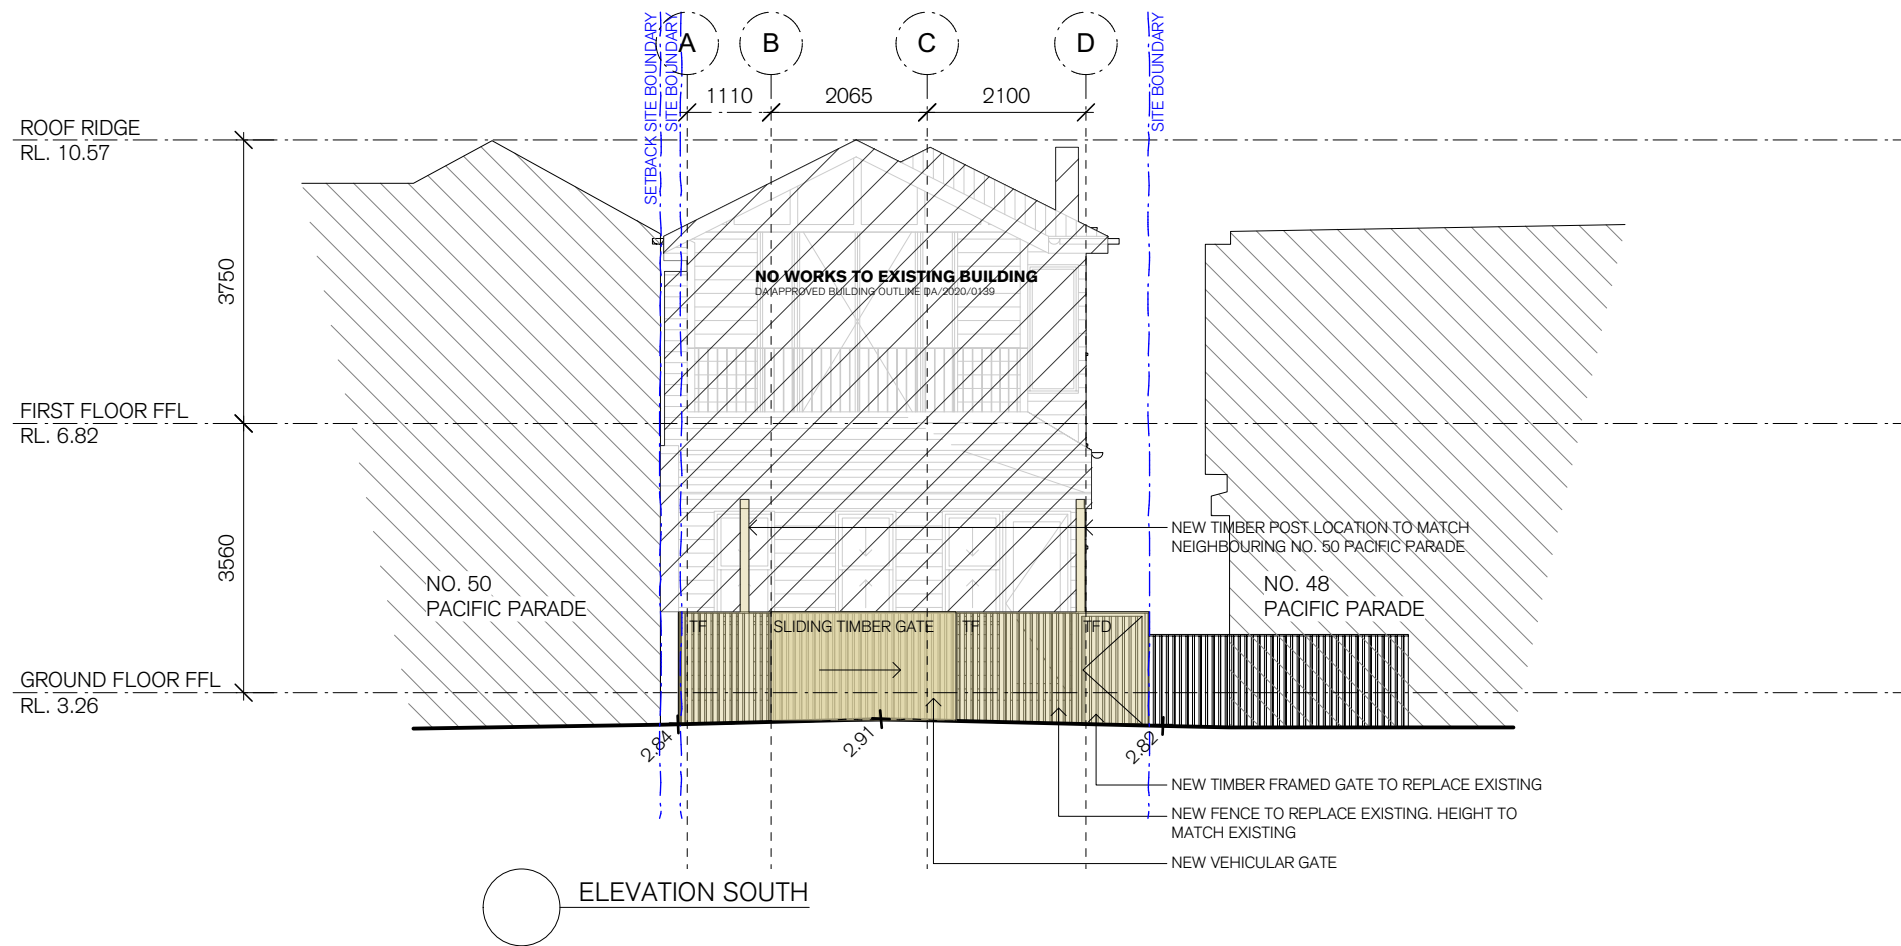 SETBACK SITE BOUNDARY
SITE BOUNDARY
A
B
C
D
SITE BOUNDARY
1110
2065
2100
ROOF RIDGE
RL. 10.57
3750
NO WORKS TO EXISTING BUILDING
DA APPROVED BUILDING OUTLINE DA/2020/0139
FIRST FLOOR FFL
RL. 6.82
3560
NEW TIMBER POST LOCATION TO MATCH
NEIGHBOURING NO. 50 PACIFIC PARADE
NO. 50
PACIFIC PARADE
NO. 48
PACIFIC PARADE
TF
SLIDING TIMBER GATE
TF
TFD
GROUND FLOOR FFL
RL. 3.26
2.84
2.91
2.82
NEW TIMBER FRAMED GATE TO REPLACE EXISTING
NEW FENCE TO REPLACE EXISTING. HEIGHT TO
MATCH EXISTING
NEW VEHICULAR GATE
ELEVATION SOUTH